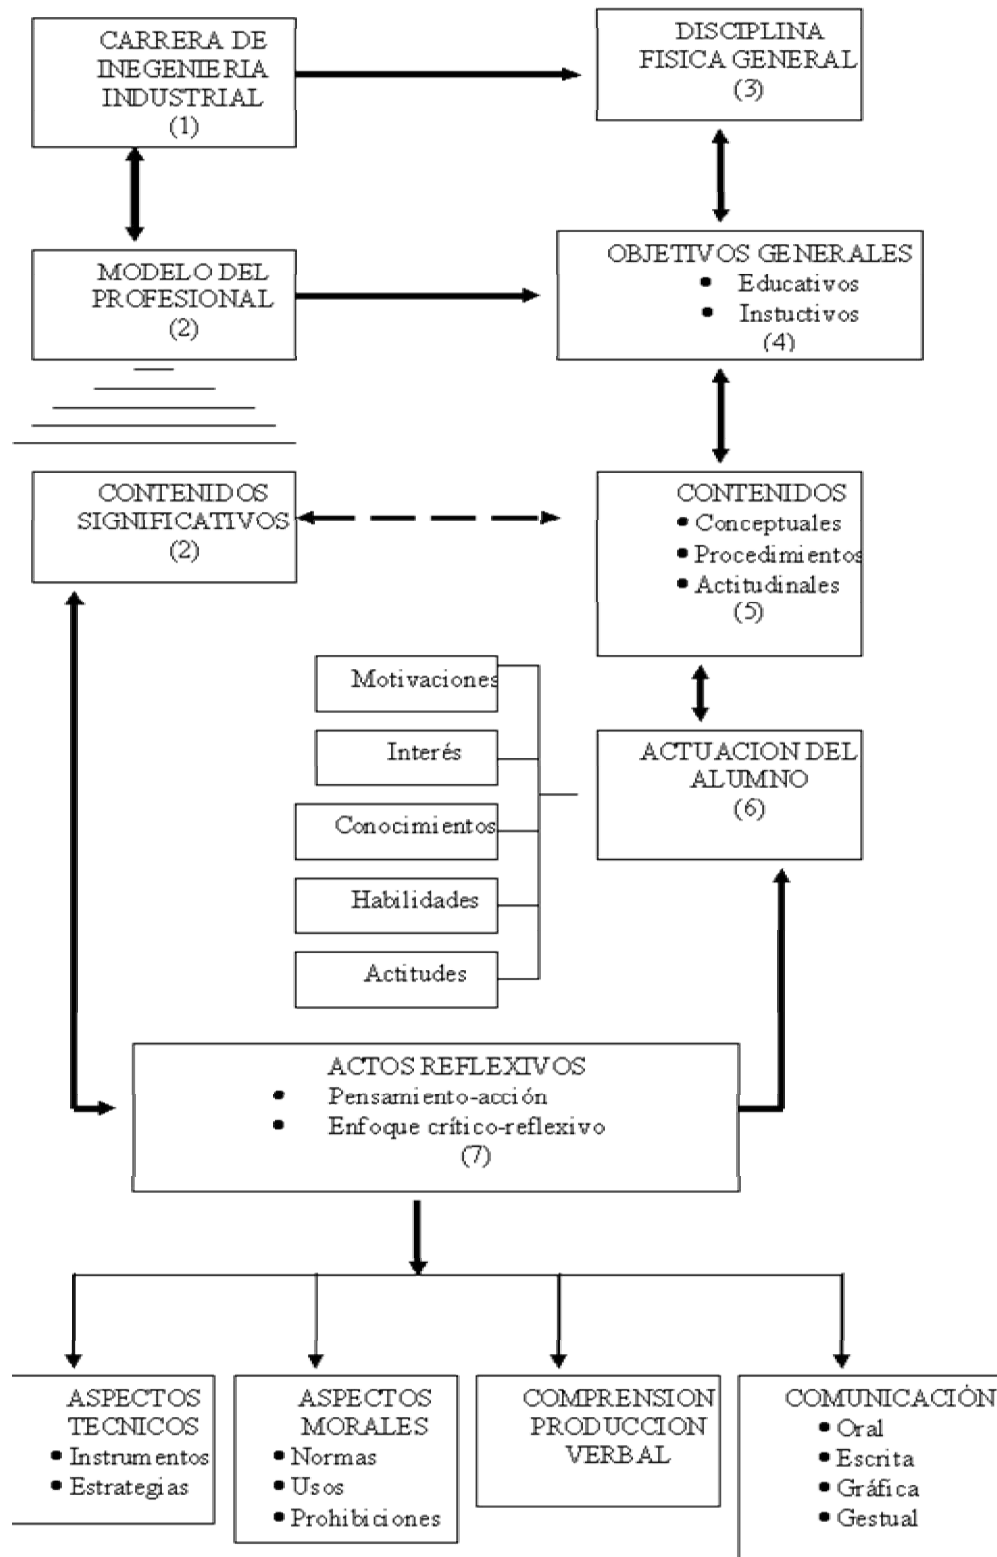 CARRERA DE
INEGENIERIA
INDUSTRIAL
(1)
DISCIPLINA
FISICA GENERAL
(3)
MODELO DEL
PROFESIONAL
(2)
OBJETIVOS GENERALES
• Educativos
• Instuctivos
(4)
CONTENIDOS
SIGNIFICATIVOS
(2)
CONTENIDOS
• Conceptuales
• Procedimientos
• Actitudinales
(5)
Motivaciones
Interés
Conocimientos
Habilidades
Actitudes
ACTUACION DEL
ALUMNO
(6)
ACTOS REFLEXIVOS
• Pensamiento-acción
• Enfoque crítico-reflexivo
(7)
ASPECTOS
TECNICOS
• Instrumentos
• Estrategias
ASPECTOS
MORALES
• Normas
• Usos
• Prohibiciones
COMPRENSION
PRODUCCION
VERBAL
COMUNICACIÓN
• Oral
• Escrita
• Gráfica
• Gestual